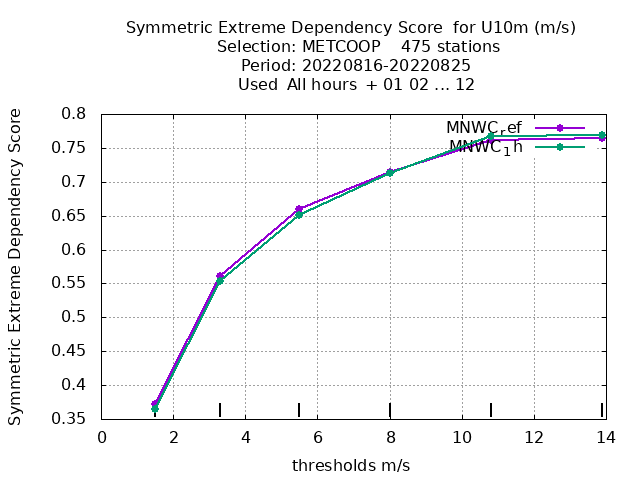 Symmetric Extreme Dependency Score for U10m (m/s)
Selection: METCOOP 475 stations
Period: 20220816-20220825
Used All hours + 01 02 ... 12
Symmetric Extreme Dependency Score
0.8
0.75
0.7
0.65
0.6
0.55
0.5
0.45
0.4
0.35
MNWCref
MNWC1h
0 2 4 6 8 10 12 14
thresholds m/s